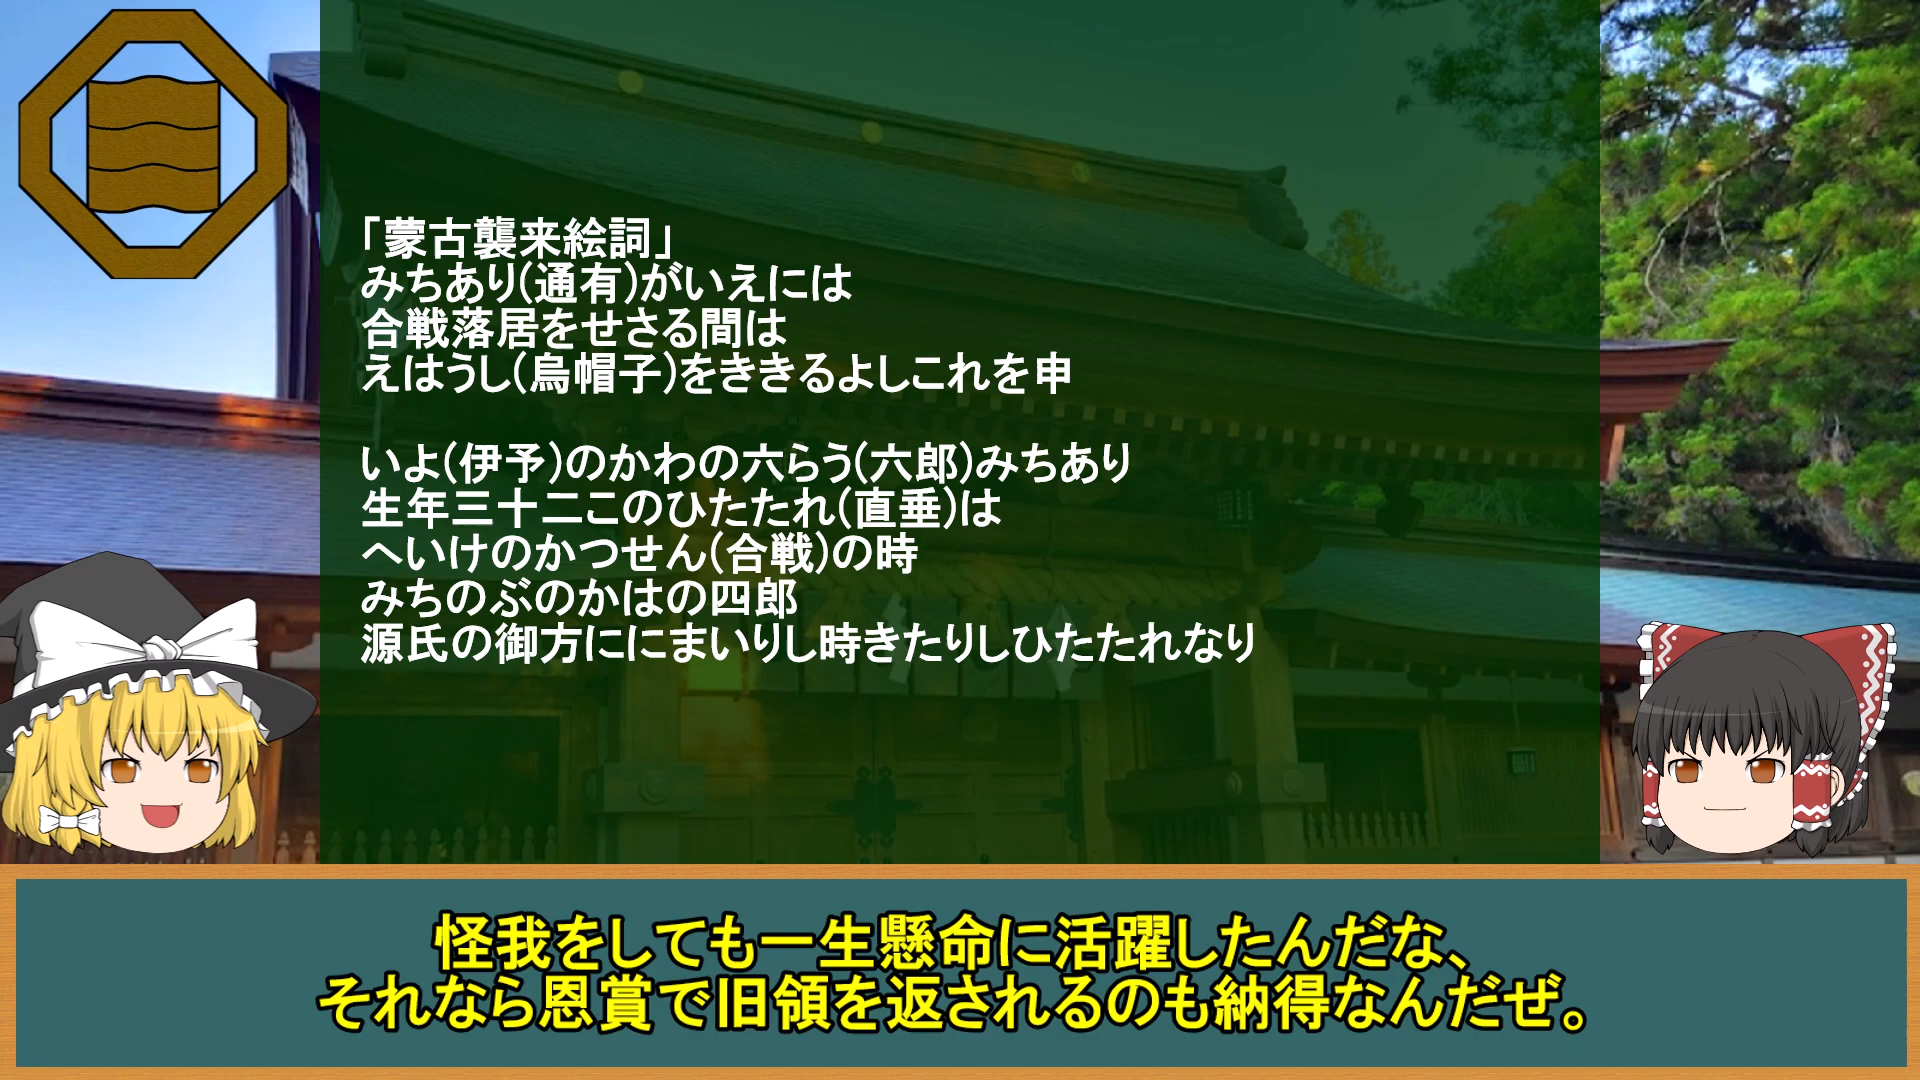 「蒙古襲来絵詞」
みちあり(通有)がいえには
合戦落居をせさる間は
えはうし(烏帽子)をききるよしこれを申
いよ(伊予)のかわの六らう(六郎)みちあり
生年三十二このひたたれ(直垂)は
へいけのかつせん(合戦)の時
みちのぶのかはの四郎
源氏の御方ににまいりし時きたりしひたたれなり
怪我をしても一生懸命に活躍したんだな、
それなら恩賞で旧領を返されるのも納得なんだぜ。